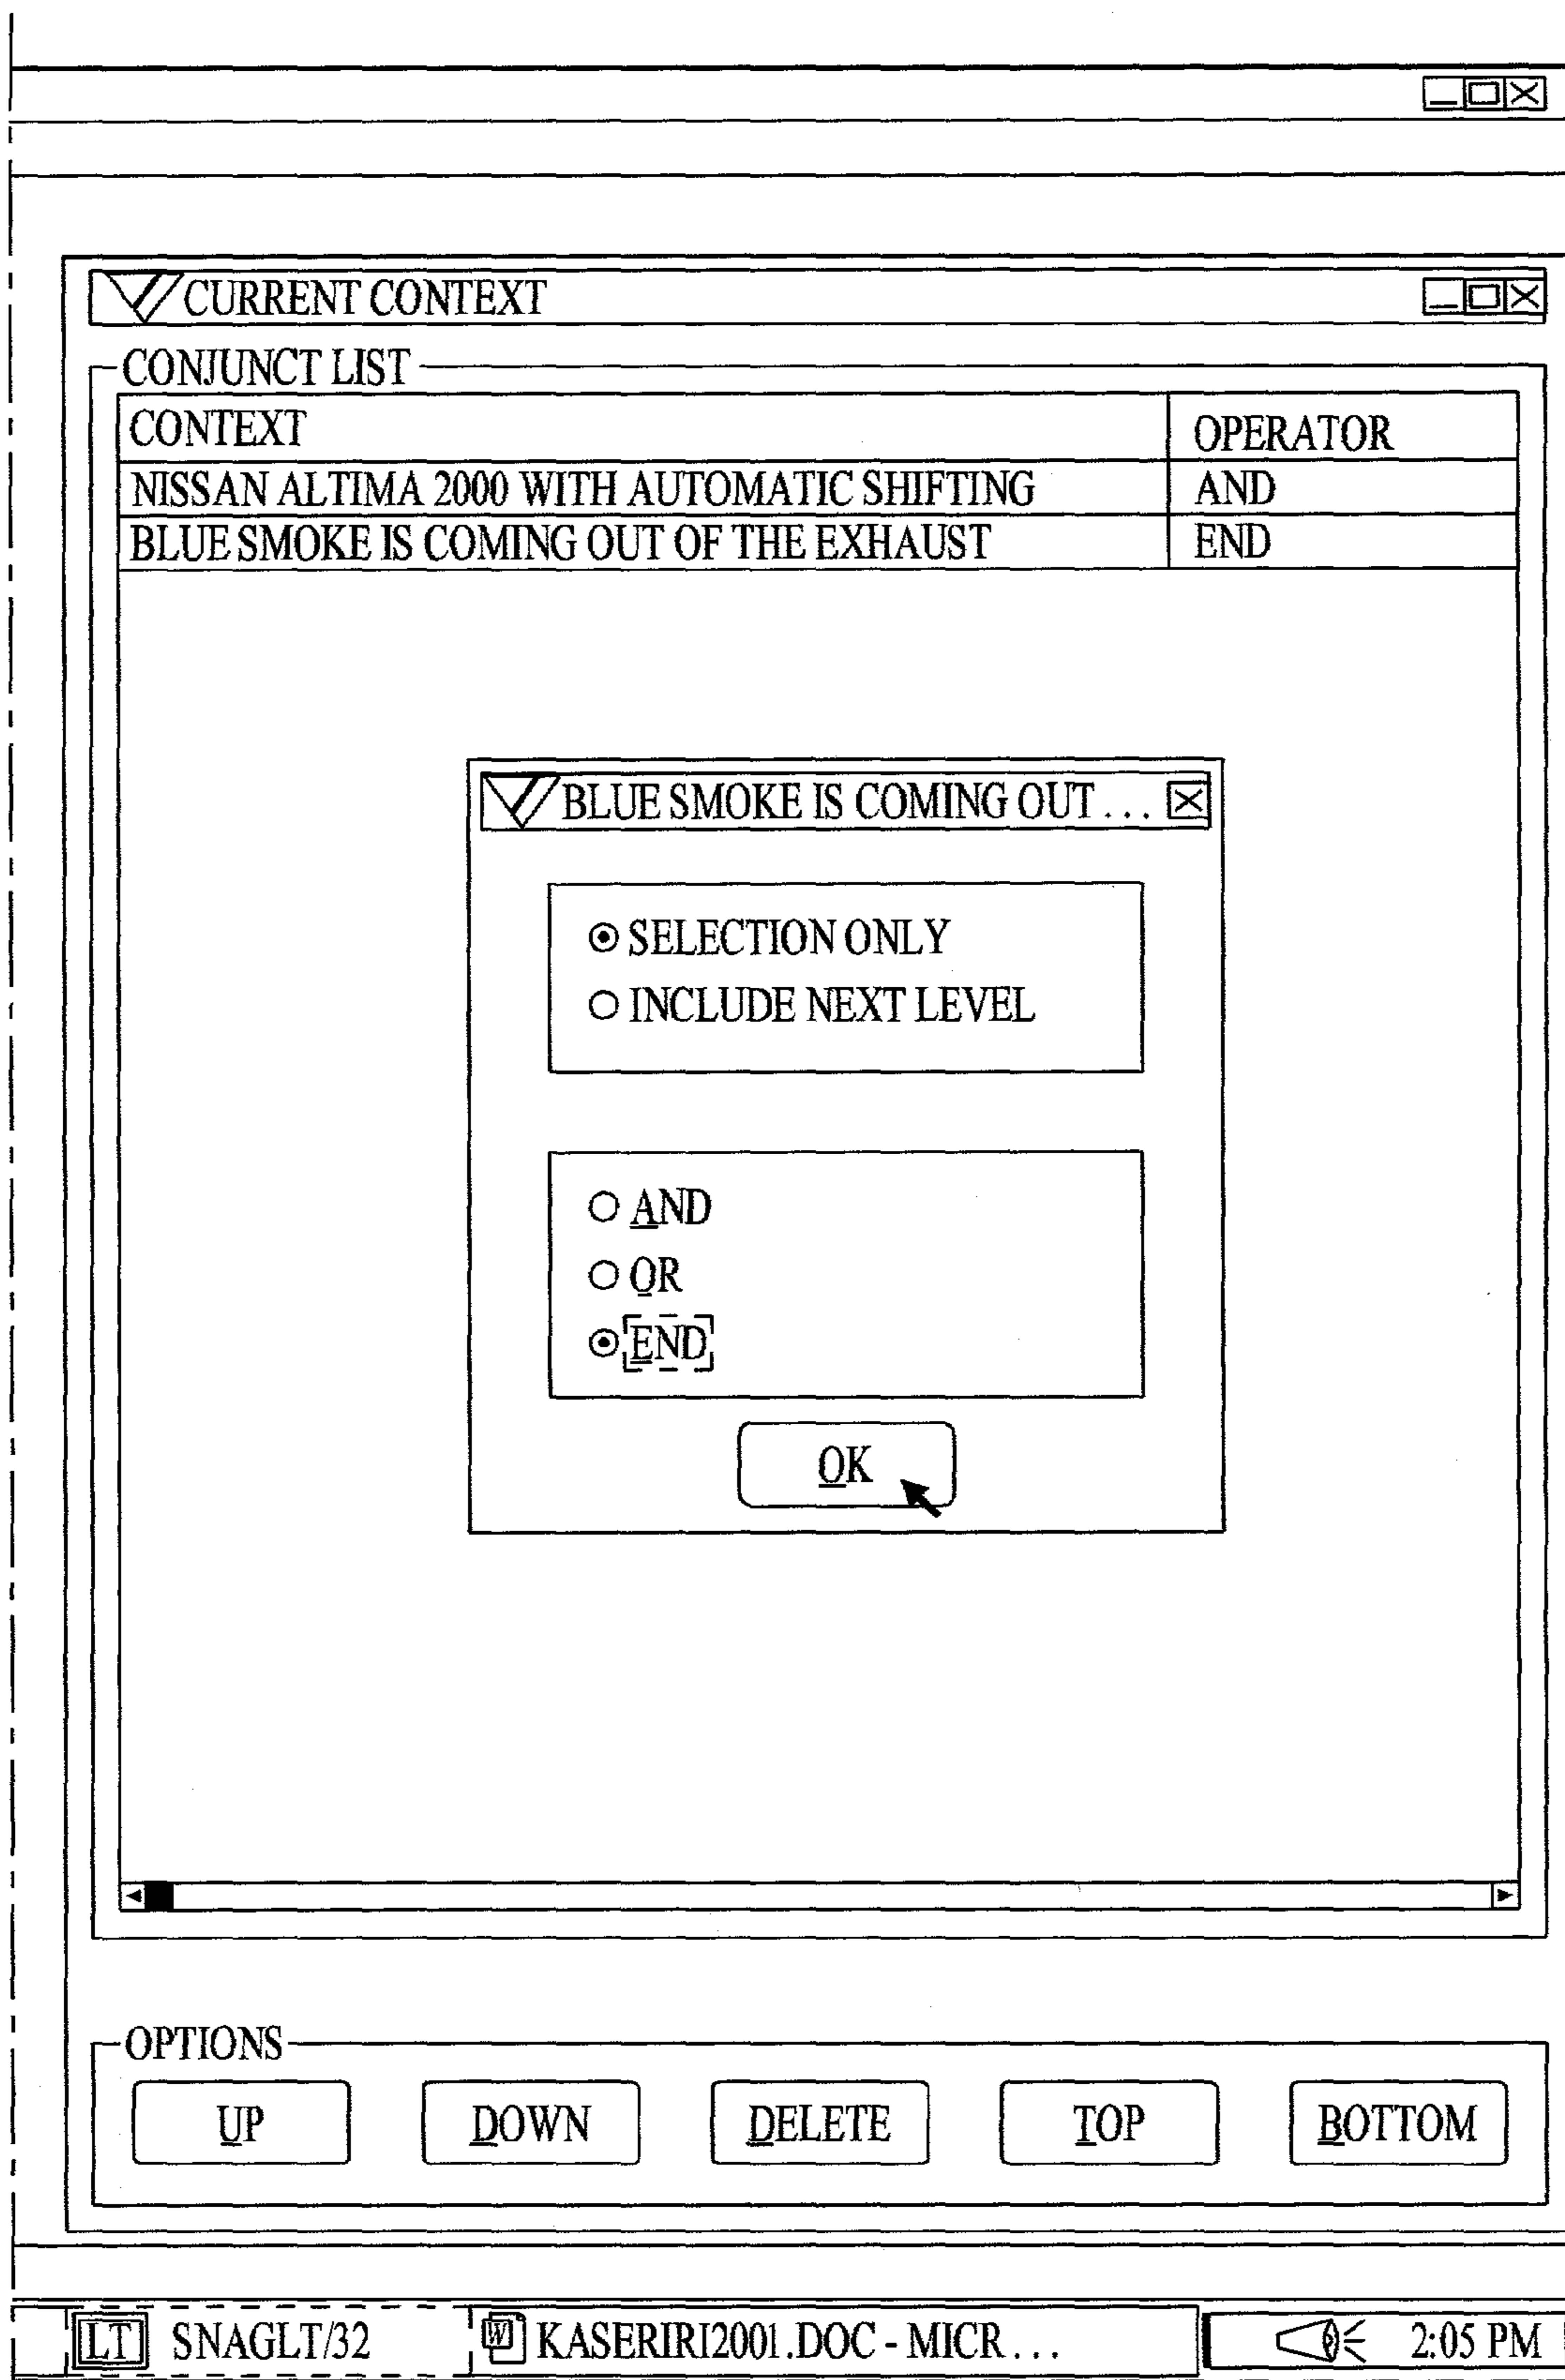 CURRENT CONTEXT
CONJUNCT LIST
CONTEXT OPERATOR
NISSAN ALTIMA 2000 WITH AUTOMATIC SHIFTING AND
BLUE SMOKE IS COMING OUT OF THE EXHAUST END
BLUE SMOKE IS COMING OUT . . .
SELECTION ONLY
INCLUDE NEXT LEVEL
AND
OR
END
OK
OPTIONS
UP DOWN DELETE TOP BOTTOM
LT SNAGLT/32 W KASERIRI2001.DOC - MICR . . . 2:05 PM